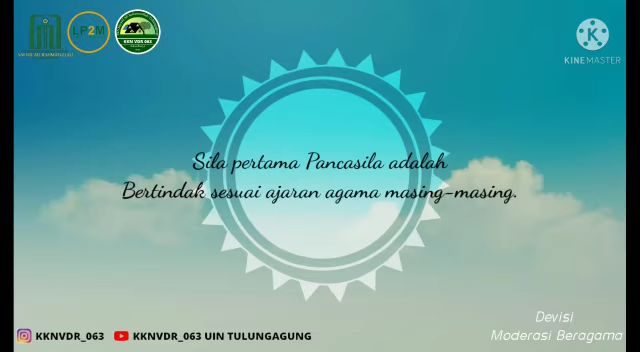 LP2M
KKN VDR 063
KINEMASTER
Sila pertama Pancasila adalah
Bertindak sesuai ajaran agama masing-masing.
Devisi
Moderasi Beragama
KKNVDR_063
KKNVDR_063 UIN TULUNGAGUNG